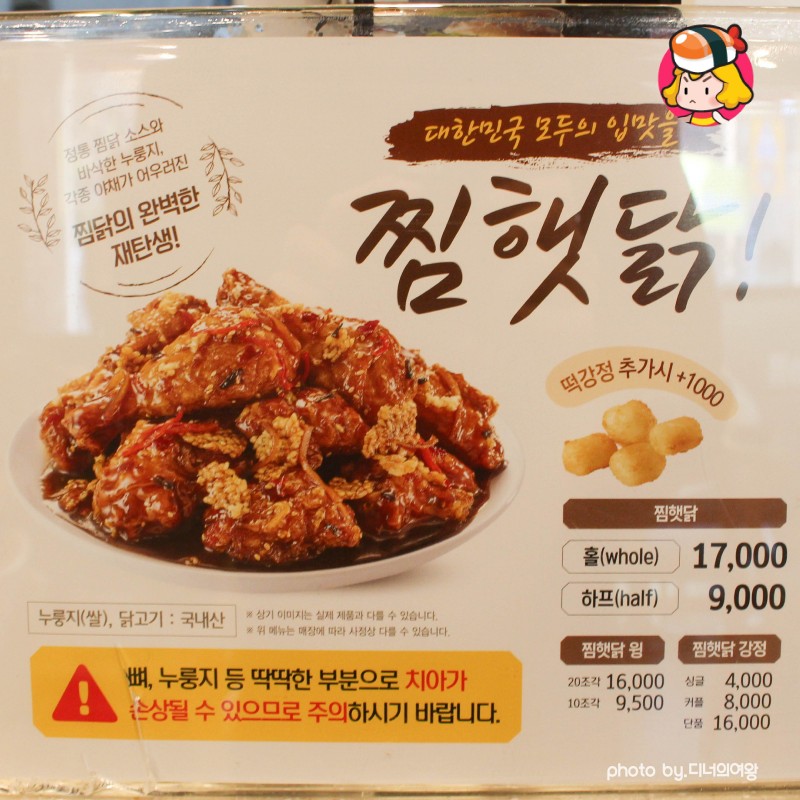 정통 찜닭 소스와
바삭한 누룽지,
각종 야채가 어우러진
찜닭의 완벽한
재탄생!
대한민국 모두의 입맛을
찜햇닭!
떡강정 추가시 +1000
찜햇닭
홀(whole) 17,000
하프(half) 9,000
찜햇닭 윙
20조각 16,000
10조각 9,500
찜햇닭 강정
싱글 4,000
커플 8,000
단품 16,000
누룽지(쌀), 닭고기 : 국내산
※ 상기 이미지는 실제 제품과 다를 수 있습니다.
※ 위 메뉴는 매장에 따라 사정상 다를 수 있습니다.
뼈, 누룽지 등 딱딱한 부분으로 치아가
손상될 수 있으므로 주의하시기 바랍니다.
photo by.디너의여왕